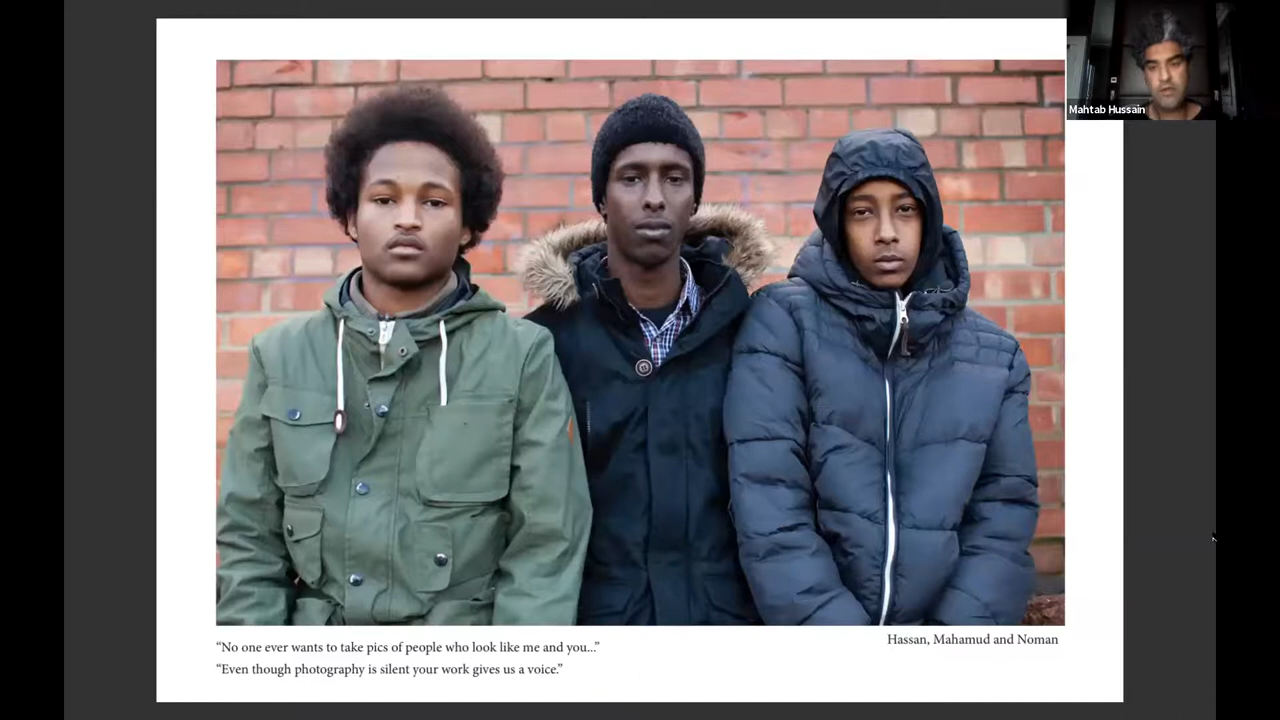 Mahtab Hussain
"No one ever wants to take pics of people who look like me and you..."
Hassan, Mahamud and Noman
"Even though photography is silent your work gives us a voice."